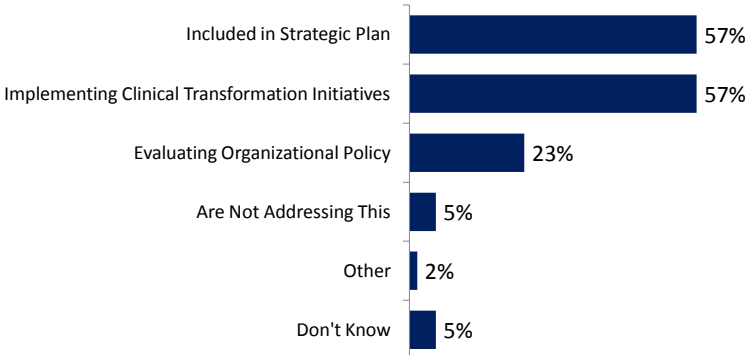 Included in Strategic Plan 57%
Implementing Clinical Transformation Initiatives 57%
Evaluating Organizational Policy 23%
Are Not Addressing This 5%
Other 2%
Don't Know 5%